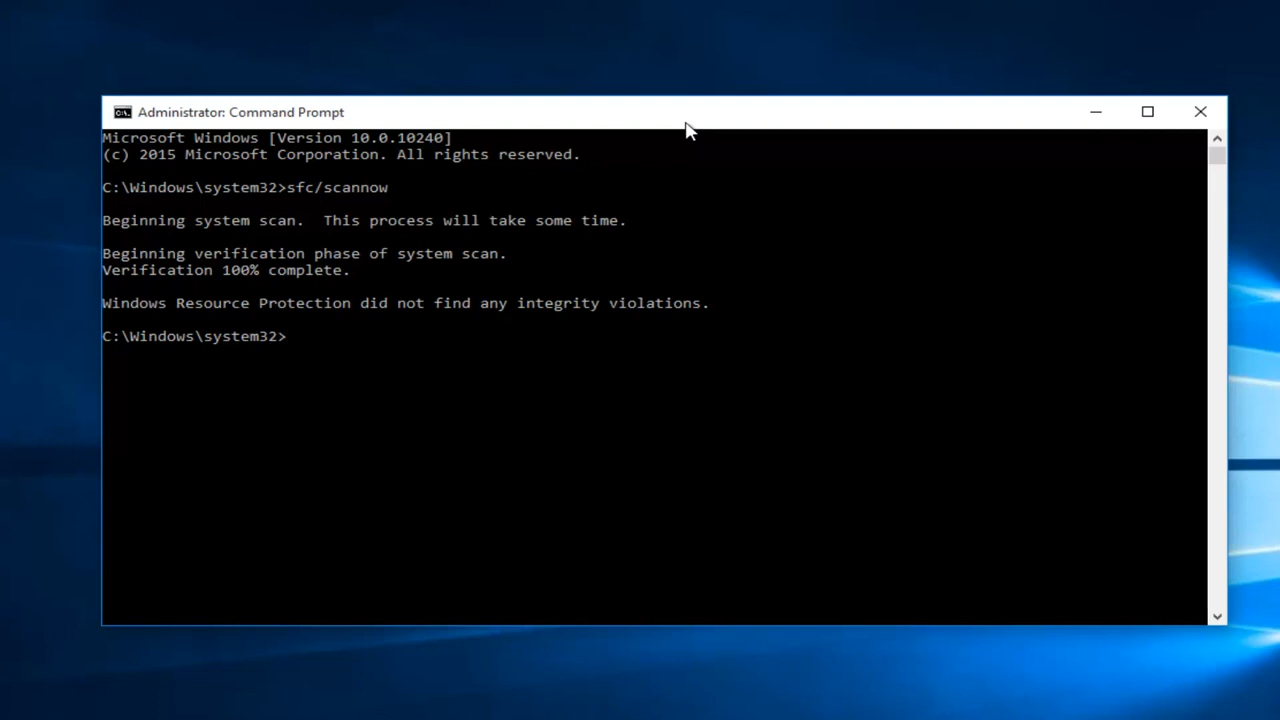 Administrator: Command Prompt
Microsoft Windows [Version 10.0.10240]
(c) 2015 Microsoft Corporation. All rights reserved.
C:\Windows\system32>sfc/scannow
Beginning system scan.  This process will take some time.
Beginning verification phase of system scan.
Verification 100% complete.
Windows Resource Protection did not find any integrity violations.
C:\Windows\system32>